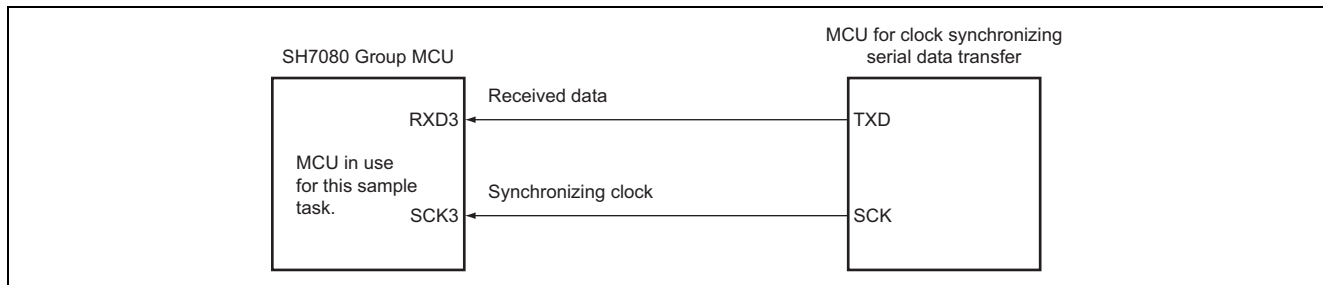 SH7080 Group MCU
MCU for clock synchronizing
serial data transfer
Received data
RXD3
TXD
MCU in use
for this sample
task.
Synchronizing clock
SCK3
SCK